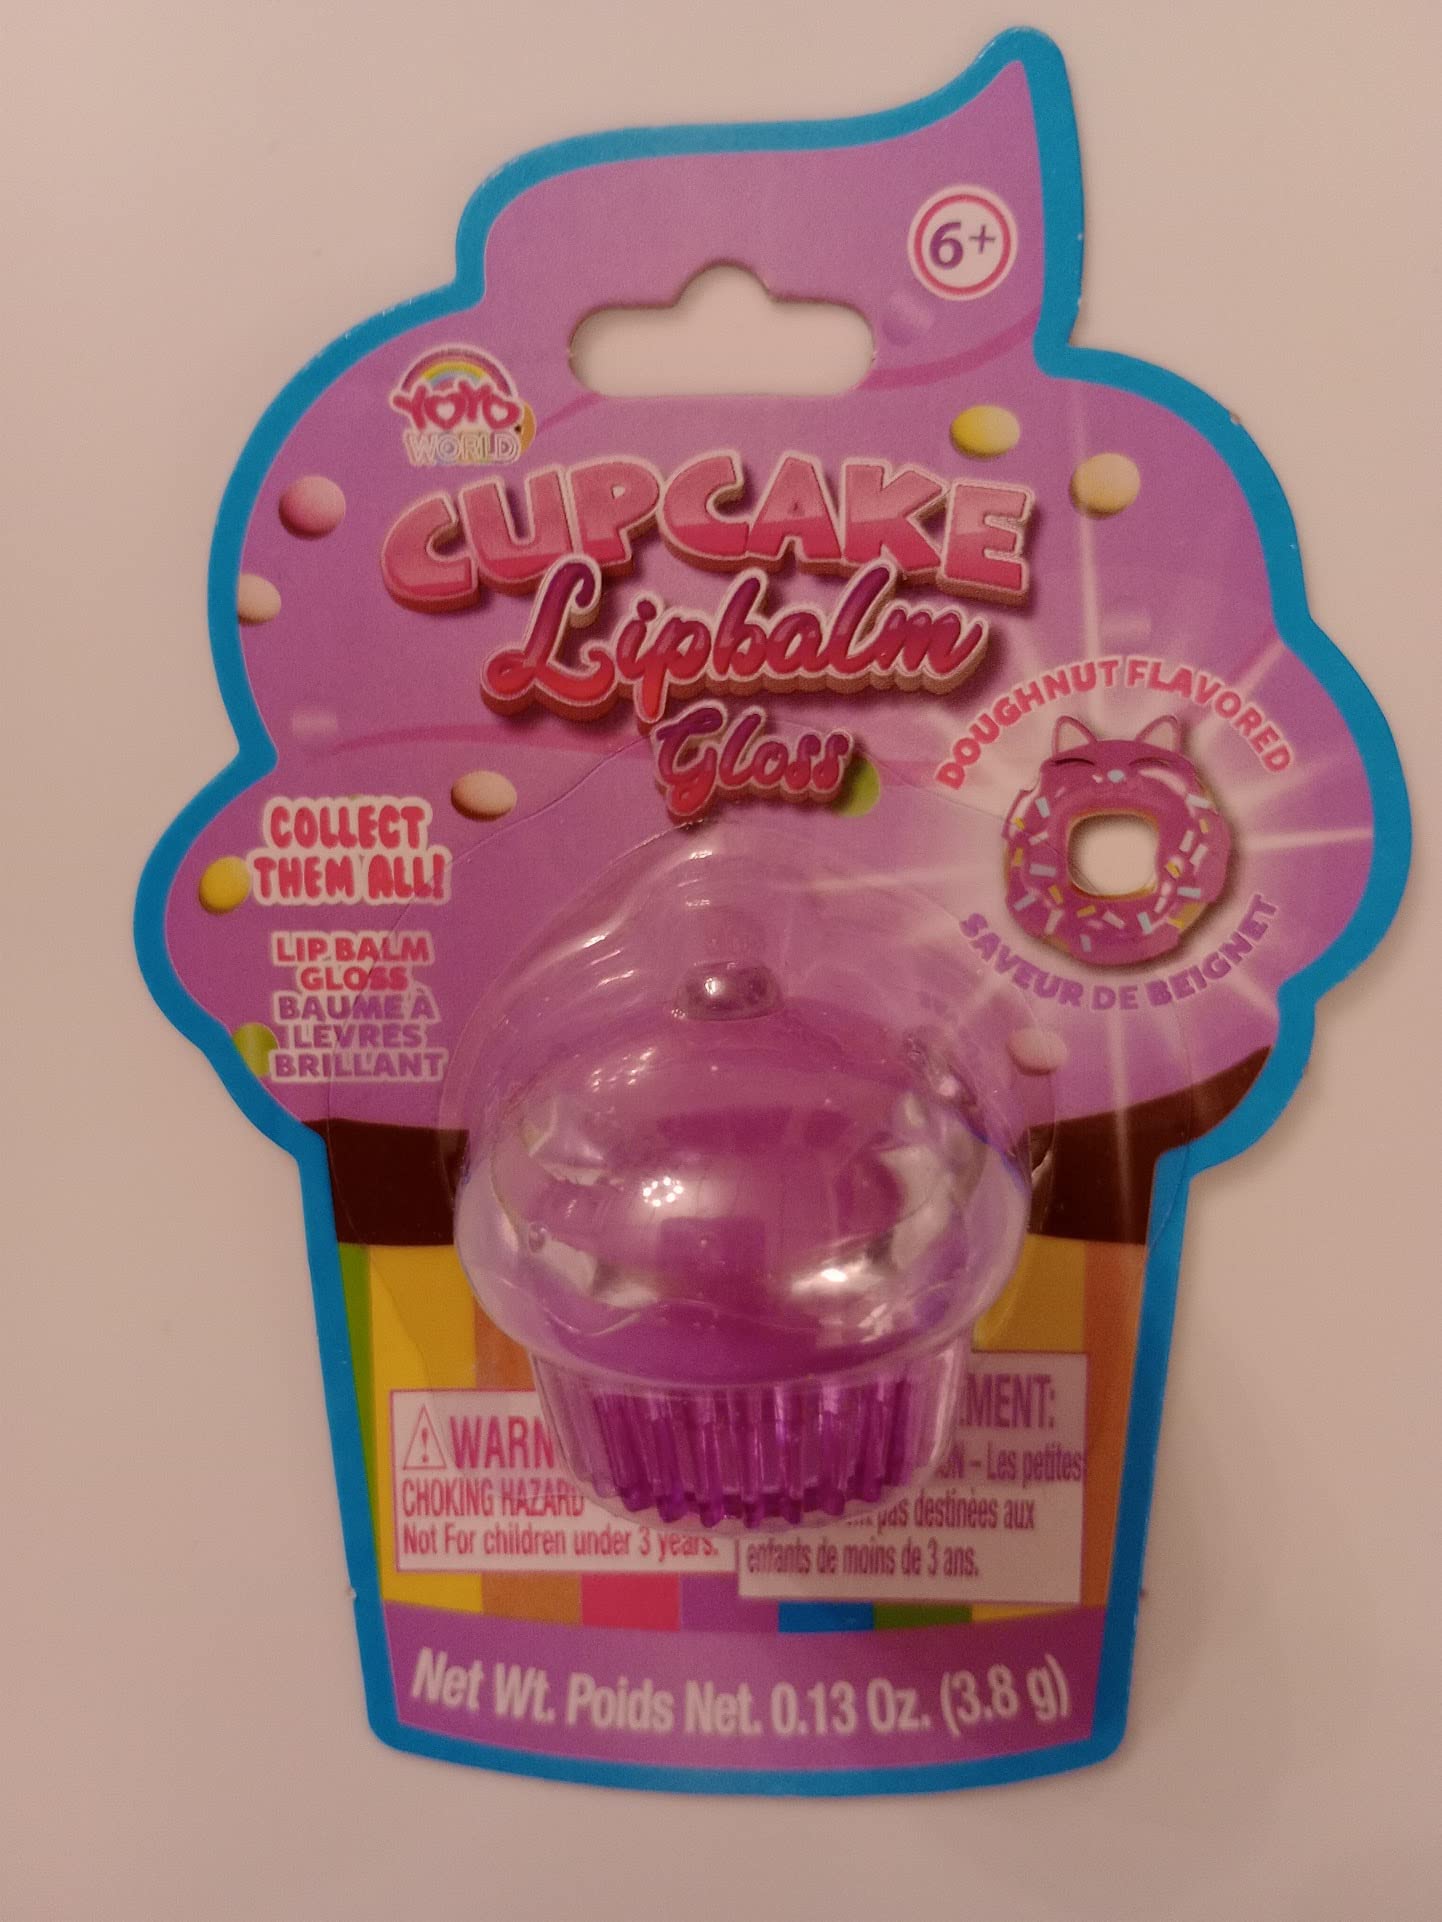 6+
YOYO
WORLD
CUPCAKE
Lipbalm
Gloss
DOUGHNUT FLAVORED
SAVEUR DE BEIGNET
COLLECT
THEM ALL!
LIP BALM
GLOSS
BAUME À
LEVRES
BRILLANT
WARN
CHOKING HAZARD
Not For children under 3 years.
EMENT:
ON – Les petites
pas destinées aux
enfants de moins de 3 ans.
Net Wt. Poids Net. 0.13 Oz. (3.8 g)